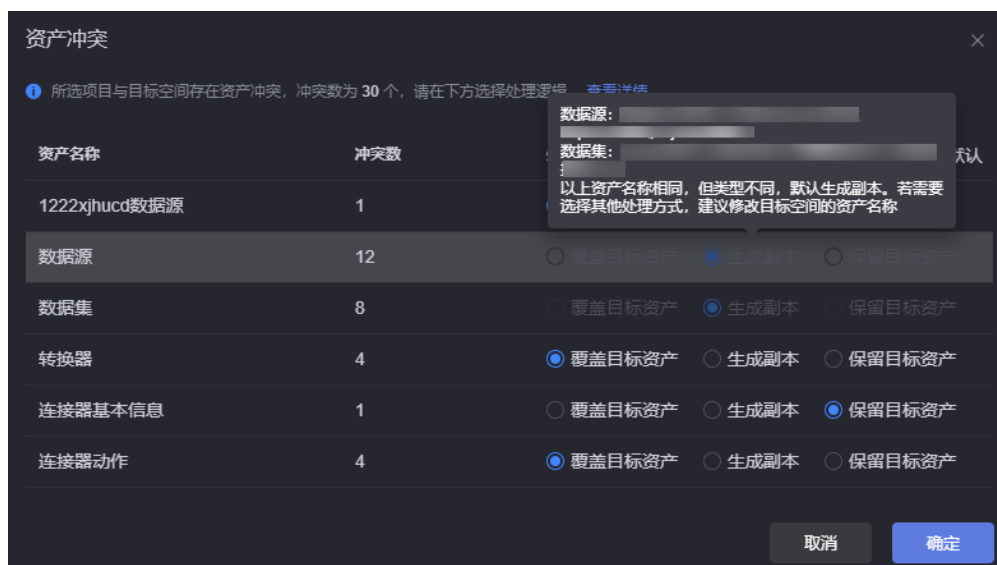 资产冲突
所选项目与目标空间存在资产冲突，冲突数为 30 个，请在下方选择处理逻辑 查看详情
数据源：
资产名称 冲突数
数据集：
默认
以上资产名称相同，但类型不同，默认生成副本。若需要
选择其他处理方式，建议修改目标空间的资产名称
1222xjhucd数据源 1
数据源 12 覆盖目标资产 生成副本 保留目标资产
数据集 8 覆盖目标资产 生成副本 保留目标资产
转换器 4 覆盖目标资产 生成副本 保留目标资产
连接器基本信息 1 覆盖目标资产 生成副本 保留目标资产
连接器动作 4 覆盖目标资产 生成副本 保留目标资产
取消 确定